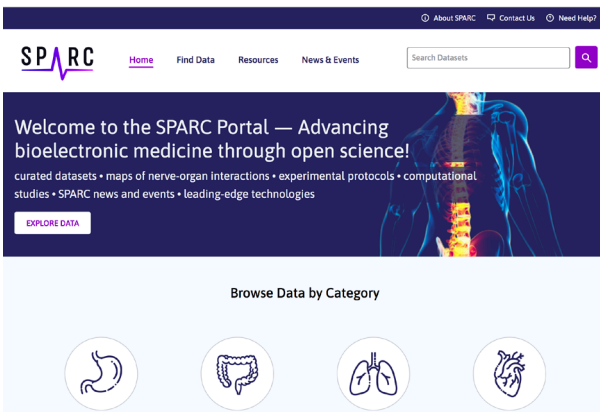 About SPARC Contact Us Need Help?
SPARC
Home Find Data Resources News & Events Search Datasets
Welcome to the SPARC Portal — Advancing
bioelectronic medicine through open science!
curated datasets • maps of nerve-organ interactions • experimental protocols • computational
studies • SPARC news and events • leading-edge technologies
EXPLORE DATA
Browse Data by Category